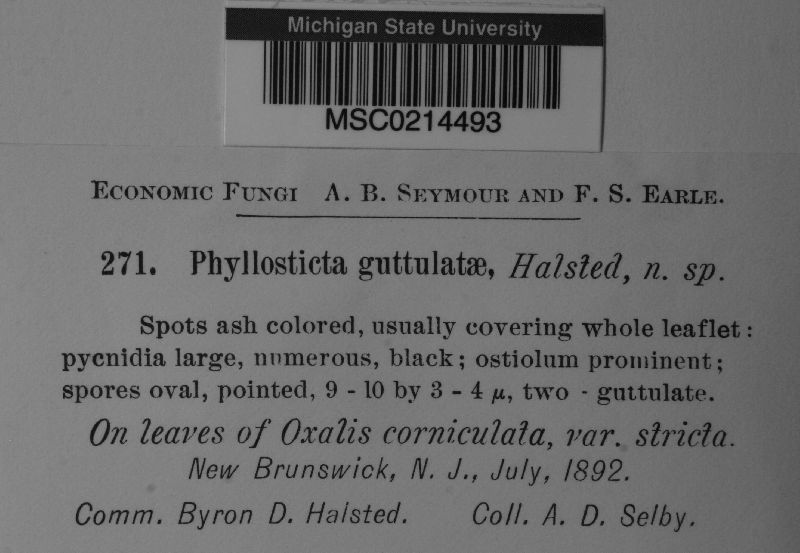 Michigan State University
MSC0214493
Economic Fungi A. B. Seymour and F. S. Earle.
271. Phyllosticta guttulatæ, Halsted, n. sp.
Spots ash colored, usually covering whole leaflet:
pycnidia large, numerous, black; ostiolum prominent;
spores oval, pointed, 9 - 10 by 3 - 4 µ, two - guttulate.
On leaves of Oxalis corniculata, var. stricta.
New Brunswick, N. J., July, 1892.
Comm. Byron D. Halsted. Coll. A. D. Selby.